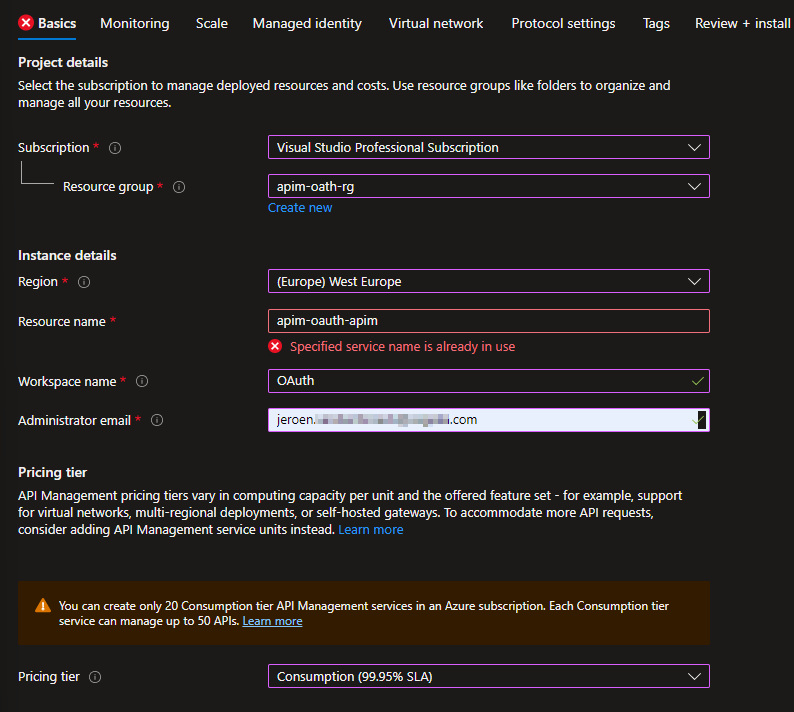 Basics Monitoring Scale Managed identity Virtual network Protocol settings Tags Review + install
Project details
Select the subscription to manage deployed resources and costs. Use resource groups like folders to organize and
manage all your resources.
Subscription * Visual Studio Professional Subscription
Resource group * apim-oath-rg
Create new
Instance details
Region * (Europe) West Europe
Resource name * apim-oauth-apim
Specified service name is already in use
Workspace name * OAuth
Administrator email * jeroen. .com
Pricing tier
API Management pricing tiers vary in computing capacity per unit and the offered feature set - for example, support
for virtual networks, multi-regional deployments, or self-hosted gateways. To accommodate more API requests,
consider adding API Management service units instead. Learn more
You can create only 20 Consumption tier API Management services in an Azure subscription. Each Consumption tier
service can manage up to 50 APIs. Learn more
Pricing tier Consumption (99.95% SLA)